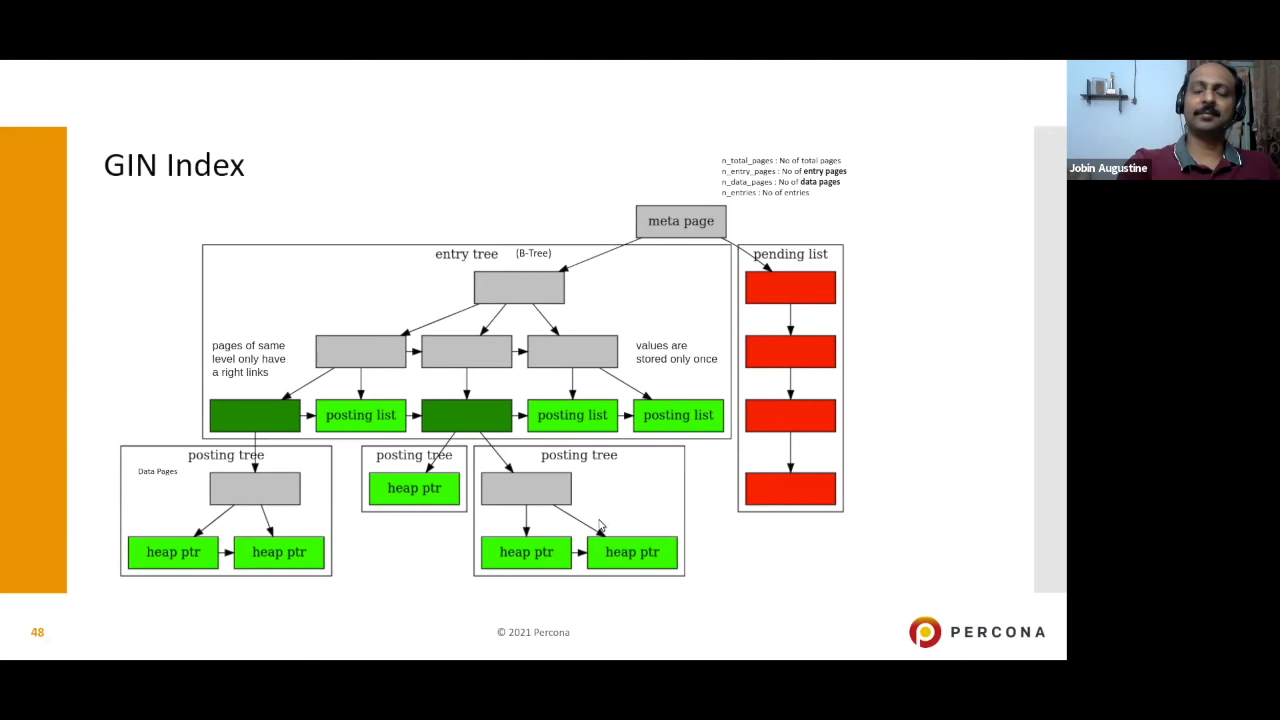 GIN Index
n_total_pages : No of total pages
n_entry_pages : No of entry pages
n_data_pages : No of data pages
n_entries : No of entries
Jobin Augustine
meta page
entry tree (B-Tree)
pending list
pages of same
level only have
a right links
values are
stored only once
posting list
posting list
posting list
posting tree
Data Pages
posting tree
posting tree
heap ptr
heap ptr
heap ptr
heap ptr
heap ptr
48
© 2021 Percona
PERCONA